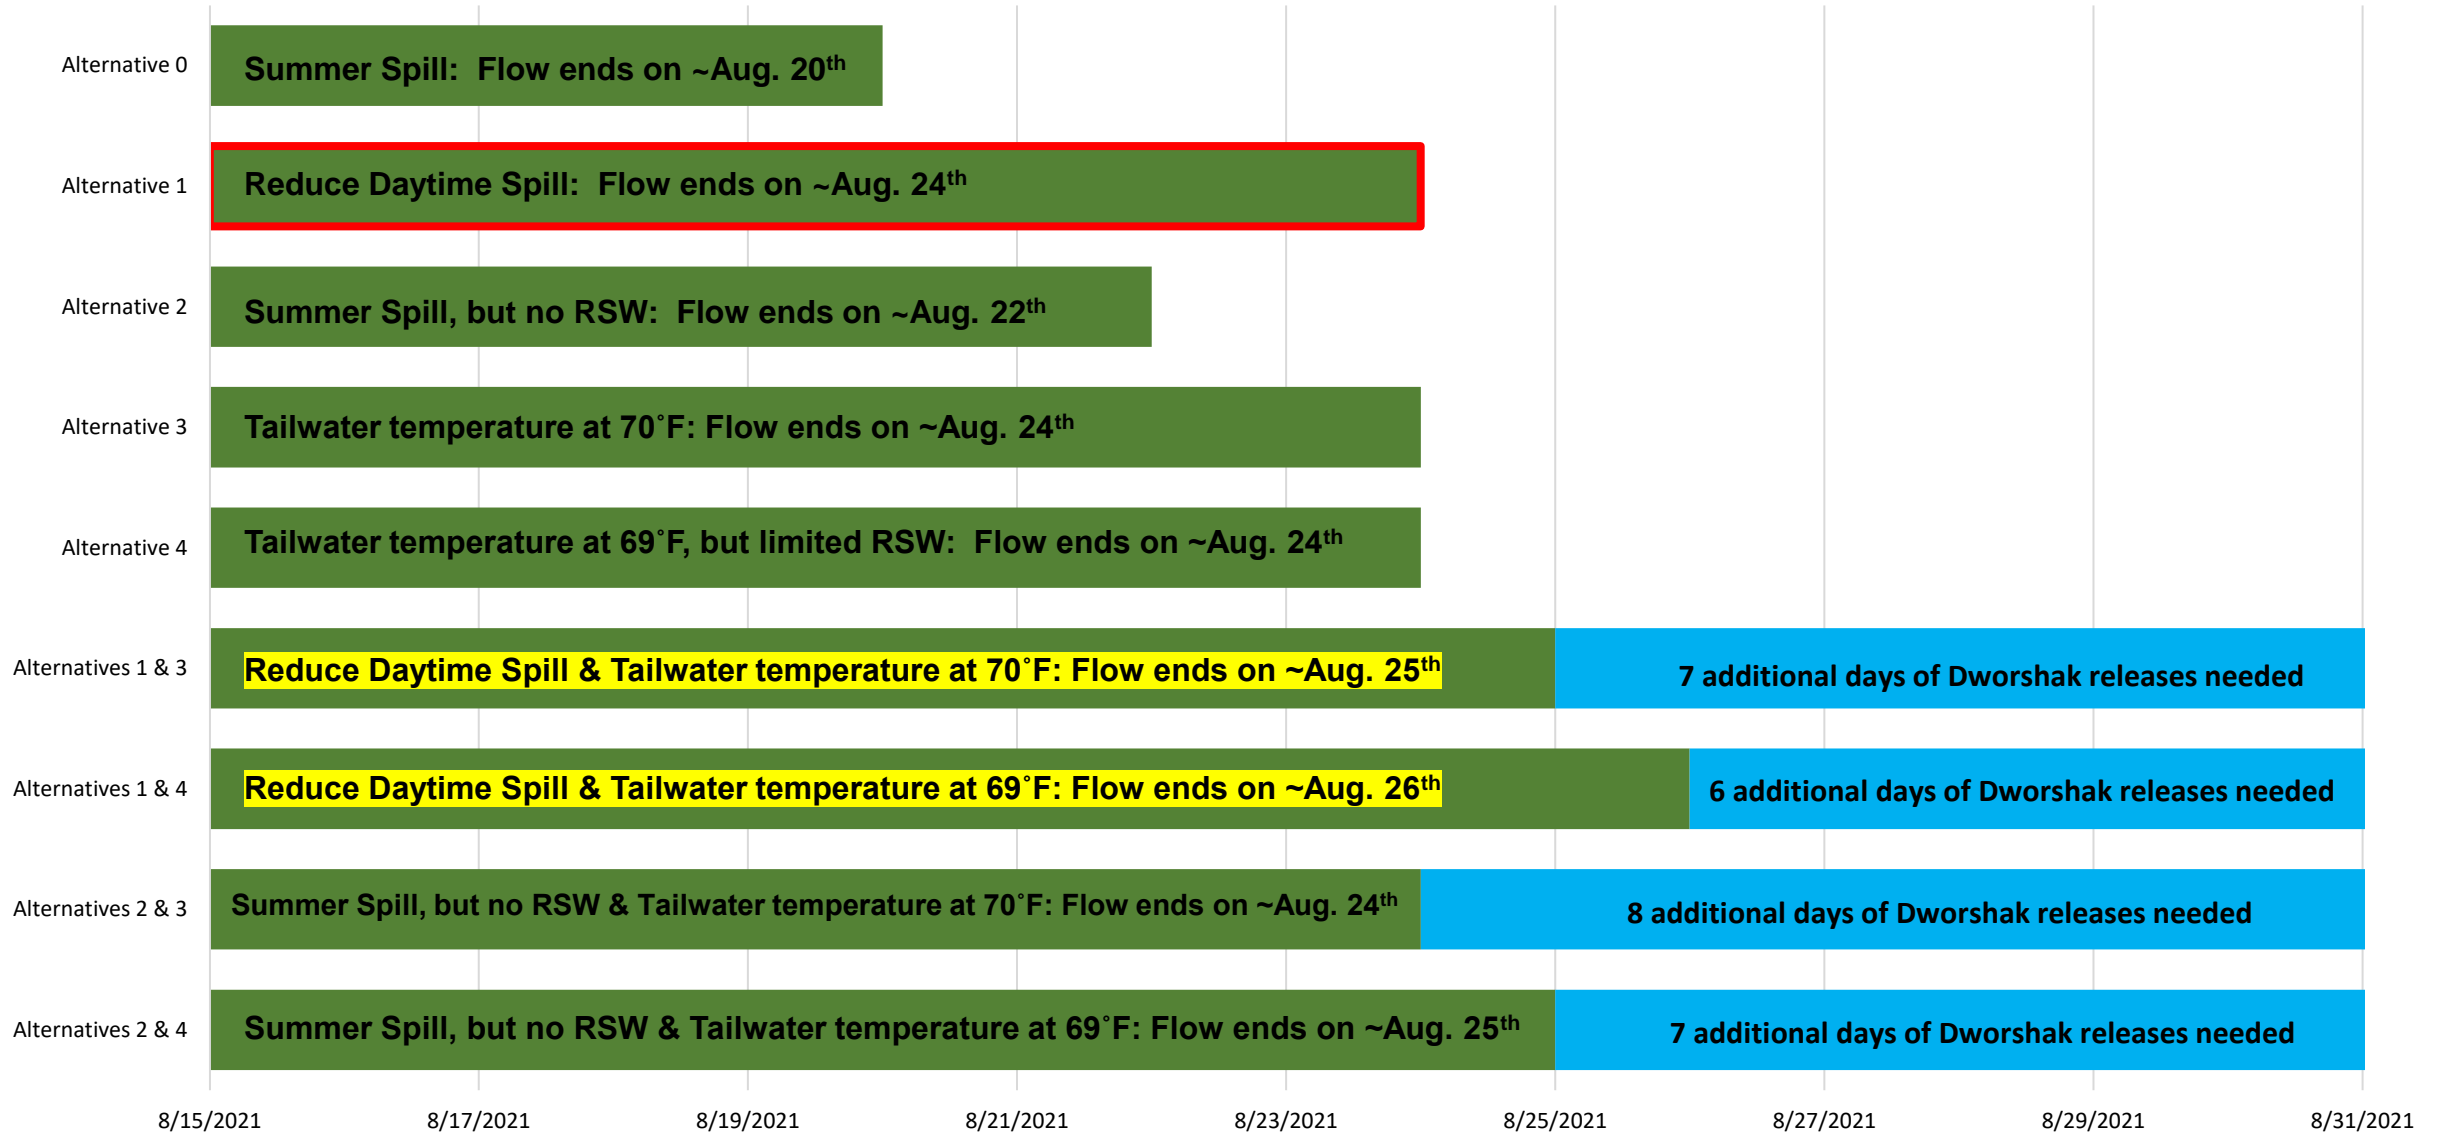 Alternative 0
Summer Spill: Flow ends on ~Aug. 20th
Alternative 1
Reduce Daytime Spill: Flow ends on ~Aug. 24th
Alternative 2
Summer Spill, but no RSW: Flow ends on ~Aug. 22th
Alternative 3
Tailwater temperature at 70˚F: Flow ends on ~Aug. 24th
Alternative 4
Tailwater temperature at 69˚F, but limited RSW: Flow ends on ~Aug. 24th
Alternatives 1 & 3
Reduce Daytime Spill & Tailwater temperature at 70˚F: Flow ends on ~Aug. 25th
7 additional days of Dworshak releases needed
Alternatives 1 & 4
Reduce Daytime Spill & Tailwater temperature at 69˚F: Flow ends on ~Aug. 26th
6 additional days of Dworshak releases needed
Alternatives 2 & 3
Summer Spill, but no RSW & Tailwater temperature at 70˚F: Flow ends on ~Aug. 24th
8 additional days of Dworshak releases needed
Alternatives 2 & 4
Summer Spill, but no RSW & Tailwater temperature at 69˚F: Flow ends on ~Aug. 25th
7 additional days of Dworshak releases needed
8/15/2021 8/17/2021 8/19/2021 8/21/2021 8/23/2021 8/25/2021 8/27/2021 8/29/2021 8/31/2021